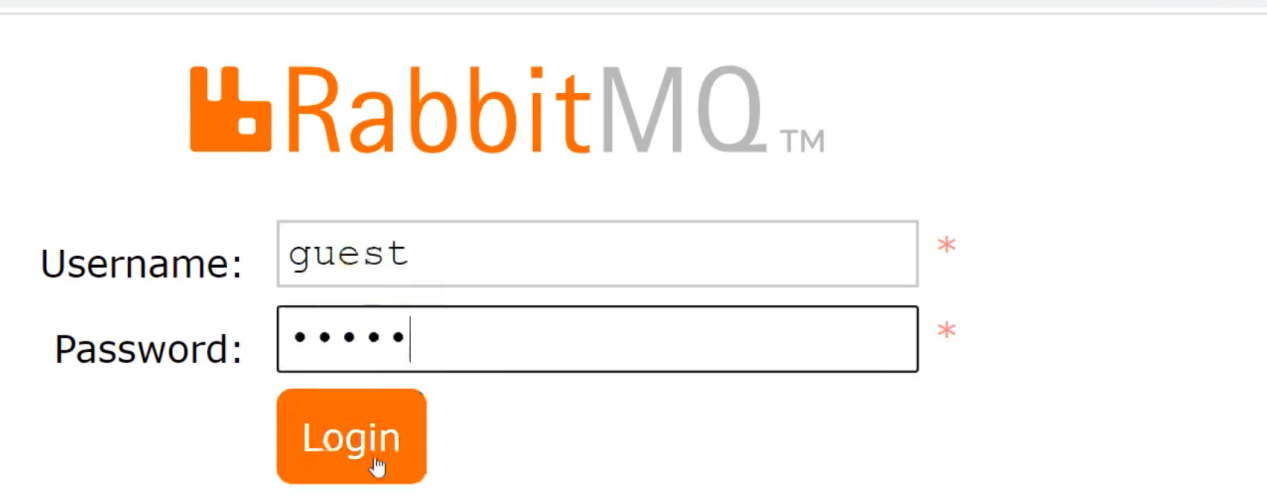 RabbitMQ™
Username: guest *
Password: ••••• *
Login